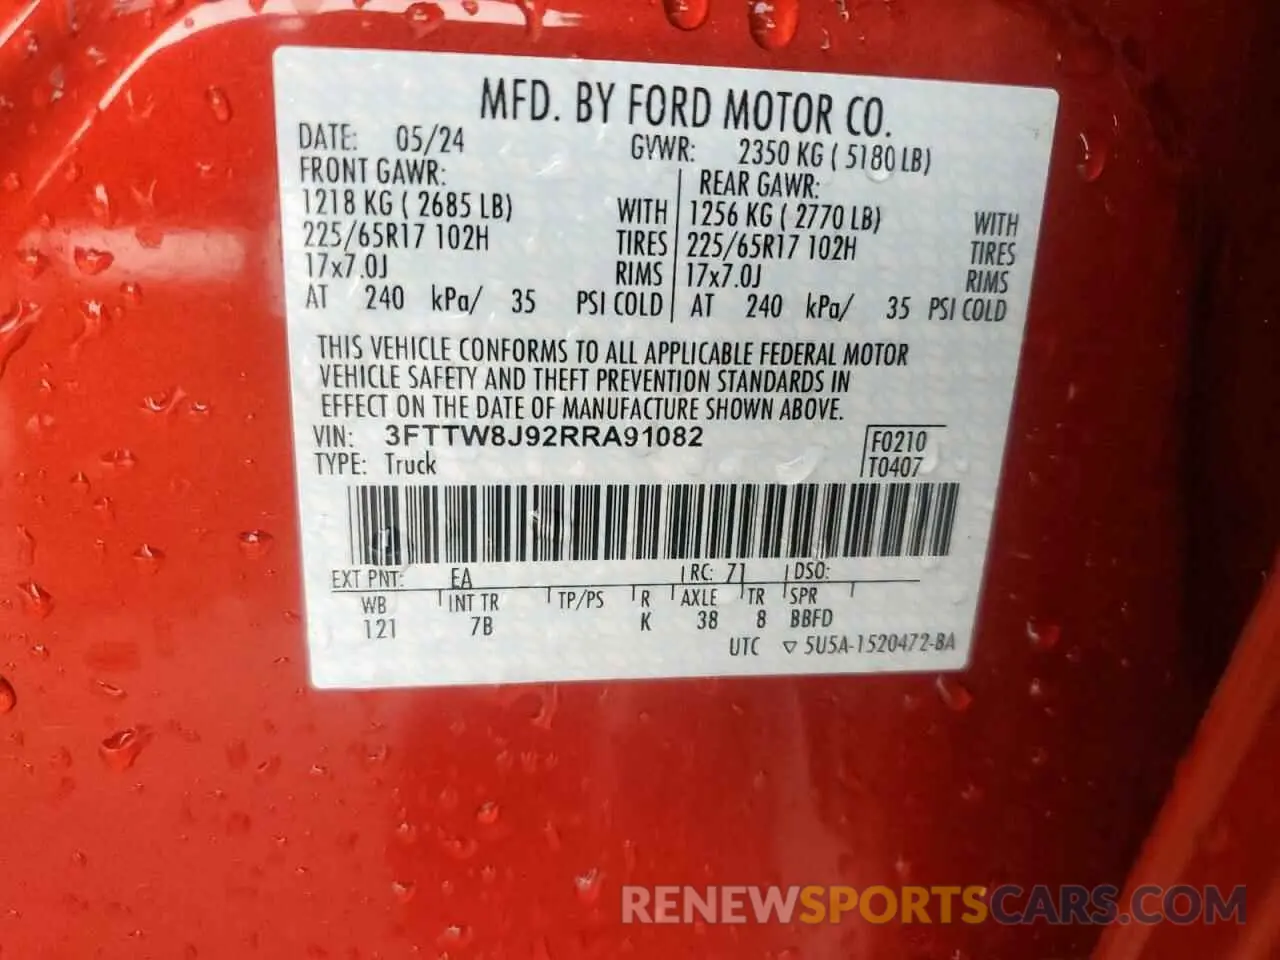 MFD. BY FORD MOTOR CO.
DATE: 05/24 GVWR: 2350 KG ( 5180 LB)
FRONT GAWR: REAR GAWR:
1218 KG ( 2685 LB) WITH 1256 KG ( 2770 LB) WITH
225/65R17 102H TIRES 225/65R17 102H TIRES
17x7.0J RIMS 17x7.0J RIMS
AT 240 kPa/ 35 PSI COLD AT 240 kPa/ 35 PSI COLD
THIS VEHICLE CONFORMS TO ALL APPLICABLE FEDERAL MOTOR
VEHICLE SAFETY AND THEFT PREVENTION STANDARDS IN
EFFECT ON THE DATE OF MANUFACTURE SHOWN ABOVE.
VIN: 3FTTW8J92RRA91082 F0210
TYPE: Truck T0407
EXT PNT: EA RC: 71 DSO:
WB INT TR TP/PS R AXLE TR SPR
121 7B K 38 8 BBFD
UTC ▽ 5U5A-1520472-BA
RENEWSPORTSCARS.COM